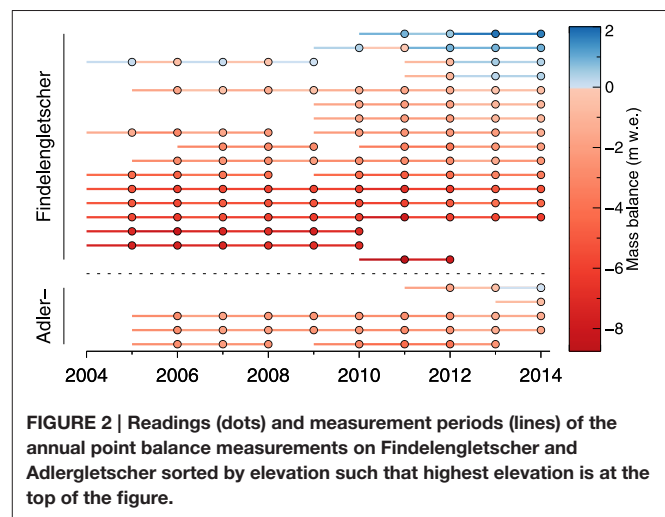 Findelengletscher
Adler–
2004 2006 2008 2010 2012 2014
2
0
−2
−4
−6
−8
Mass balance (m w.e.)
FIGURE 2 | Readings (dots) and measurement periods (lines) of the
annual point balance measurements on Findelengletscher and
Adlergletscher sorted by elevation such that highest elevation is at the
top of the figure.